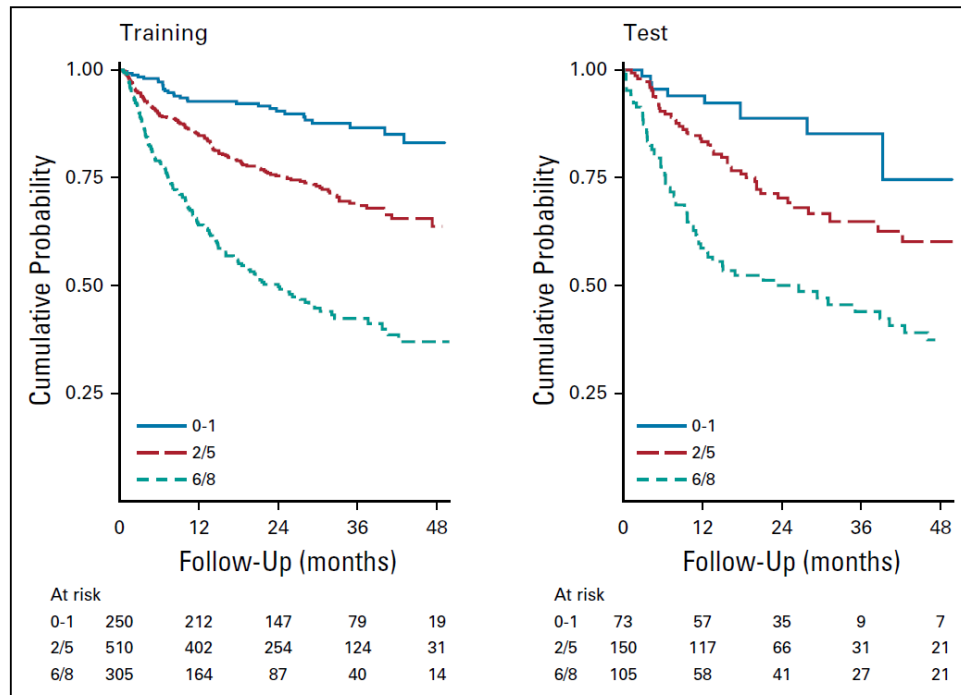 Training
Cumulative Probability
1.00
0.75
0.50
0.25
0-1
2/5
6/8
0 12 24 36 48
Follow-Up (months)
At risk
0-1 250 212 147 79 19
2/5 510 402 254 124 31
6/8 305 164 87 40 14
Test
Cumulative Probability
1.00
0.75
0.50
0.25
0-1
2/5
6/8
0 12 24 36 48
Follow-Up (months)
At risk
0-1 73 57 35 9 7
2/5 150 117 66 31 21
6/8 105 58 41 27 21